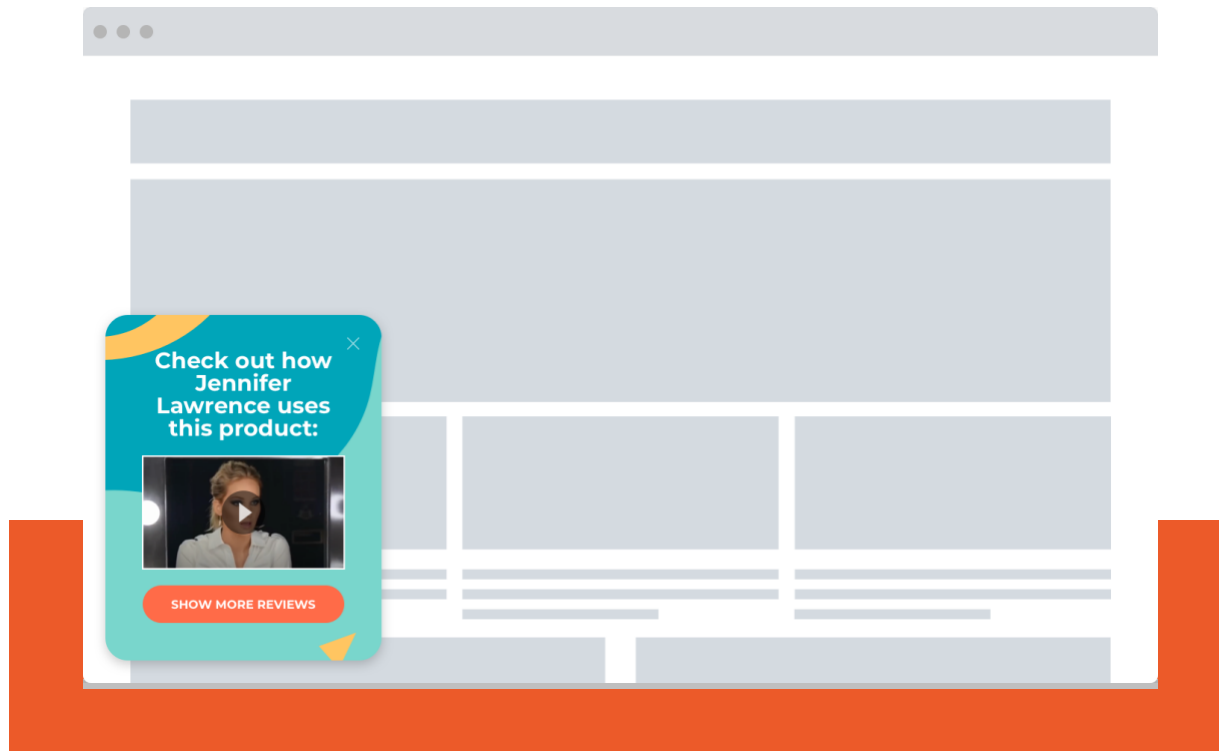 Check out how
Jennifer
Lawrence uses
this product:
SHOW MORE REVIEWS